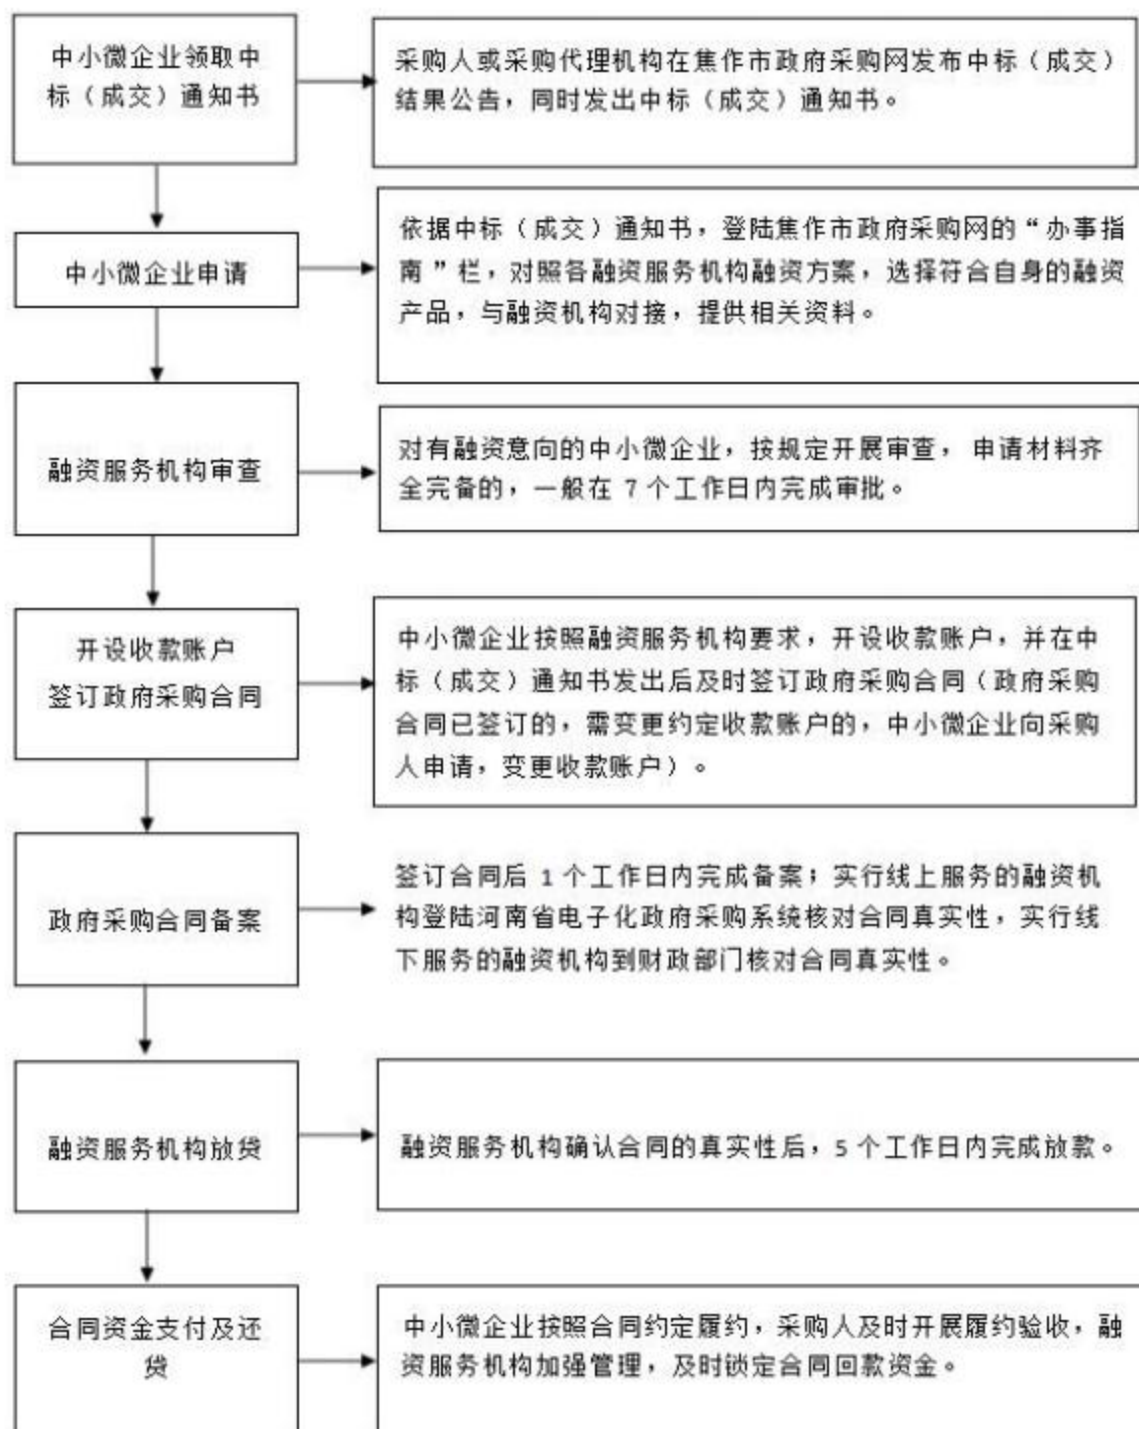 中小微企业领取中
标（成交）通知书
采购人或采购代理机构在焦作市政府采购网发布中标（成交）
结果公告，同时发出中标（成交）通知书。
中小微企业申请
依据中标（成交）通知书，登陆焦作市政府采购网的“办事指
南”栏，对照各融资服务机构融资方案，选择符合自身的融资
产品，与融资机构对接，提供相关资料。
融资服务机构审查
对有融资意向的中小微企业，按规定开展审查， 申请材料齐
全完备的，一般在 7 个工作日内完成审批。
开设收款账户
签订政府采购合同
中小微企业按照融资服务机构要求，开设收款账户，并在中
标（成交）通知书发出后及时签订政府采购合同（政府采购
合同已签订的，需变更约定收款账户的，中小微企业向采购
人申请，变更收款账户）。
政府采购合同备案
签订合同后 1 个工作日内完成备案；实行线上服务的融资机
构登陆河南省电子化政府采购系统核对合同真实性，实行线
下服务的融资机构到财政部门核对合同真实性。
融资服务机构放贷
融资服务机构确认合同的真实性后，5 个工作日内完成放款。
合同资金支付及还
贷
中小微企业按照合同约定履约，采购人及时开展履约验收，融
资服务机构加强管理，及时锁定合同回款资金。